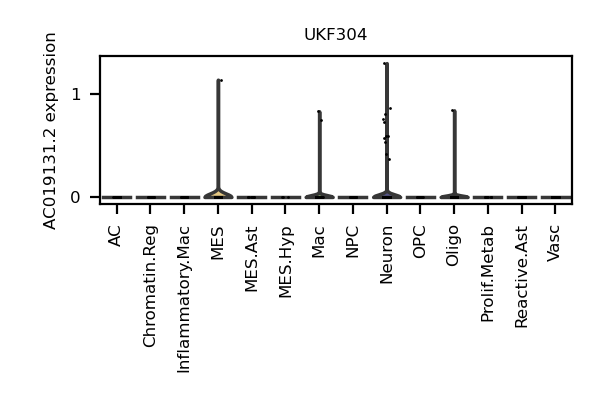 UKF304
AC019131.2 expression
1
0
AC
Chromatin.Reg
Inflammatory.Mac
MES
MES.Ast
MES.Hyp
Mac
NPC
Neuron
OPC
Oligo
Prolif.Metab
Reactive.Ast
Vasc